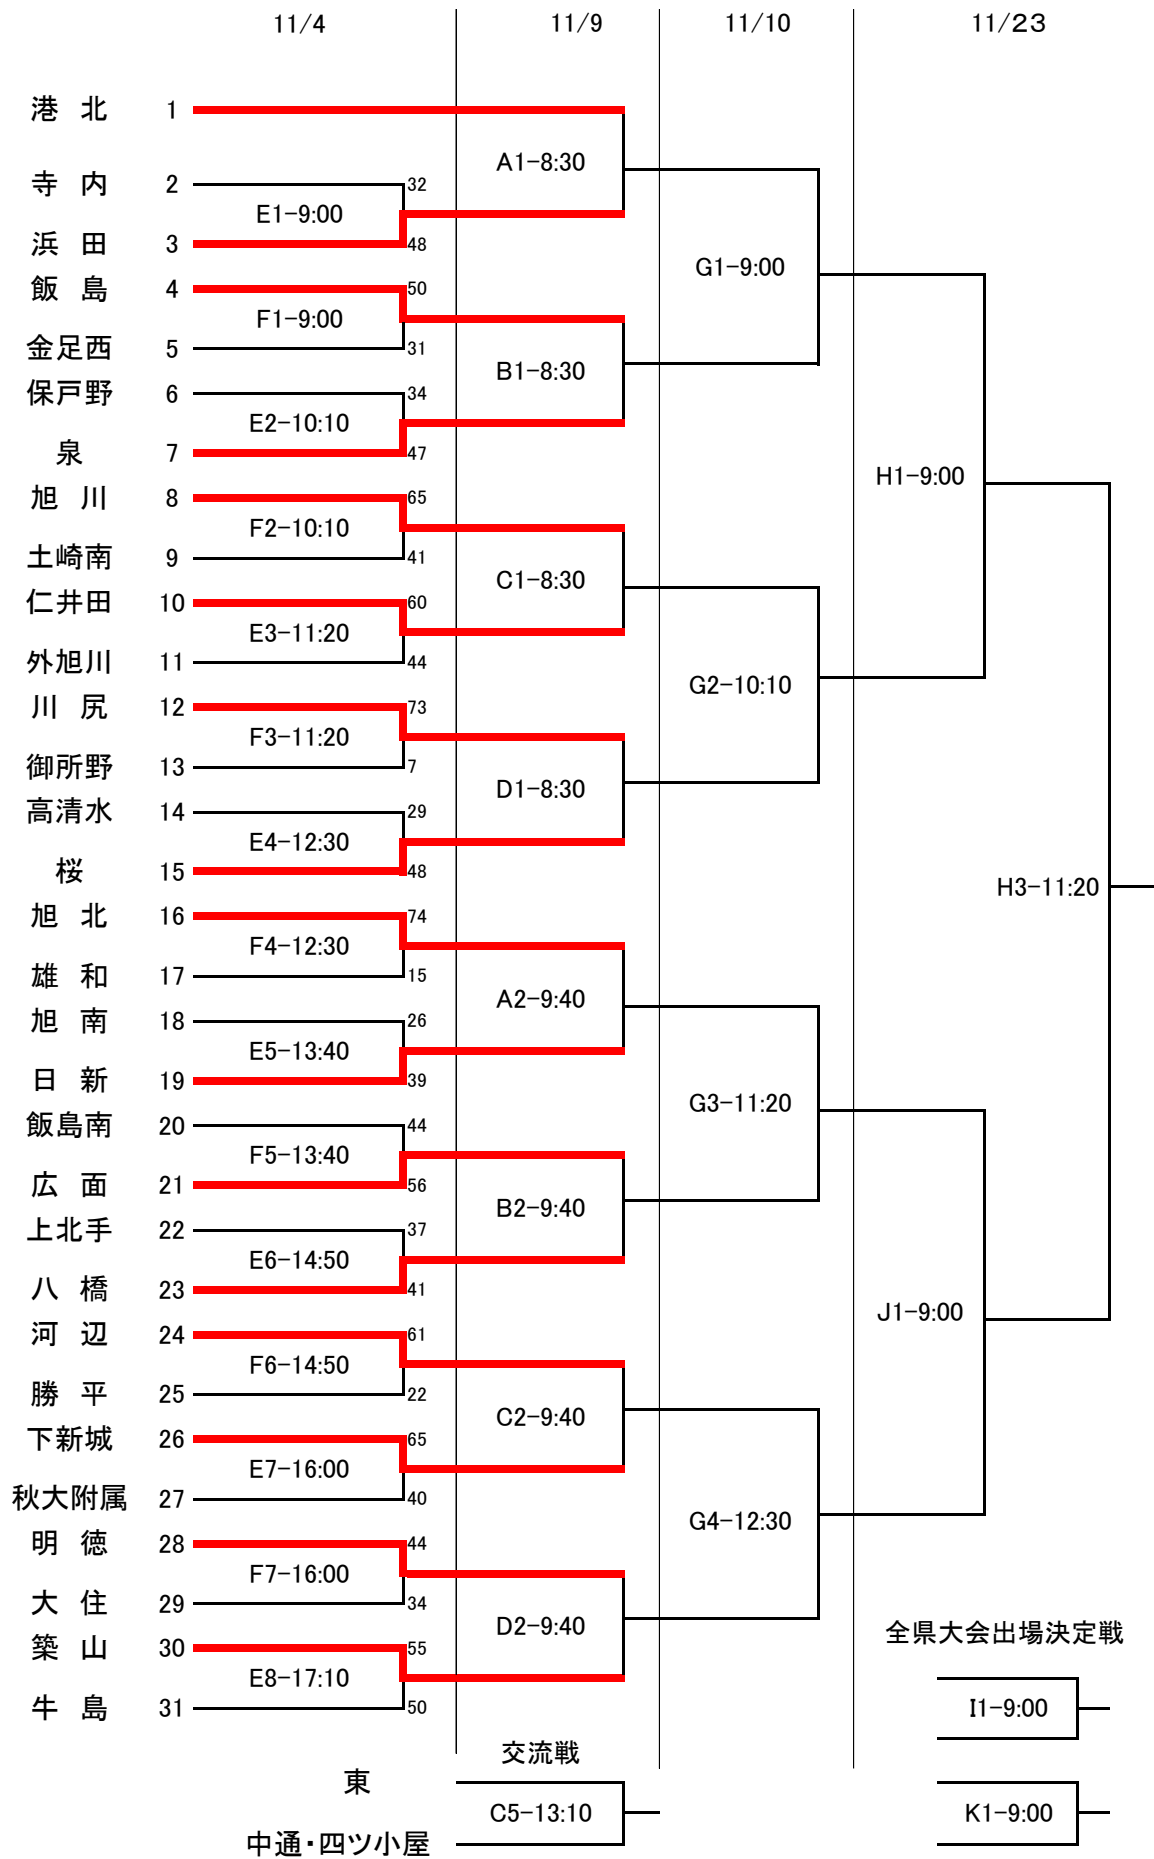 11/4 11/9 11/10 11/23
港 北 1
A1-8:30
寺 内 2 32
E1-9:00
浜 田 3 48
G1-9:00
飯 島 4 50
F1-9:00
金足西 5 31
B1-8:30
保戸野 6 34
E2-10:10
泉 7 47
H1-9:00
旭 川 8 65
F2-10:10
土崎南 9 41
C1-8:30
仁井田 10 60
E3-11:20
外旭川 11 44
G2-10:10
川 尻 12 73
F3-11:20
御所野 13 7
D1-8:30
高清水 14 29
E4-12:30
桜 15 48
H3-11:20
旭 北 16 74
F4-12:30
雄 和 17 15
A2-9:40
旭 南 18 26
E5-13:40
日 新 19 39
G3-11:20
飯島南 20 44
F5-13:40
広 面 21 56
B2-9:40
上北手 22 37
E6-14:50
八 橋 23 41
J1-9:00
河 辺 24 61
F6-14:50
勝 平 25 22
C2-9:40
下新城 26 65
E7-16:00
秋大附属 27 40
G4-12:30
明 徳 28 44
F7-16:00
大 住 29 34
D2-9:40
築 山 30 55
E8-17:10
牛 島 31 50
全県大会出場決定戦
I1-9:00
K1-9:00
交流戦
東
C5-13:10
中通・四ツ小屋